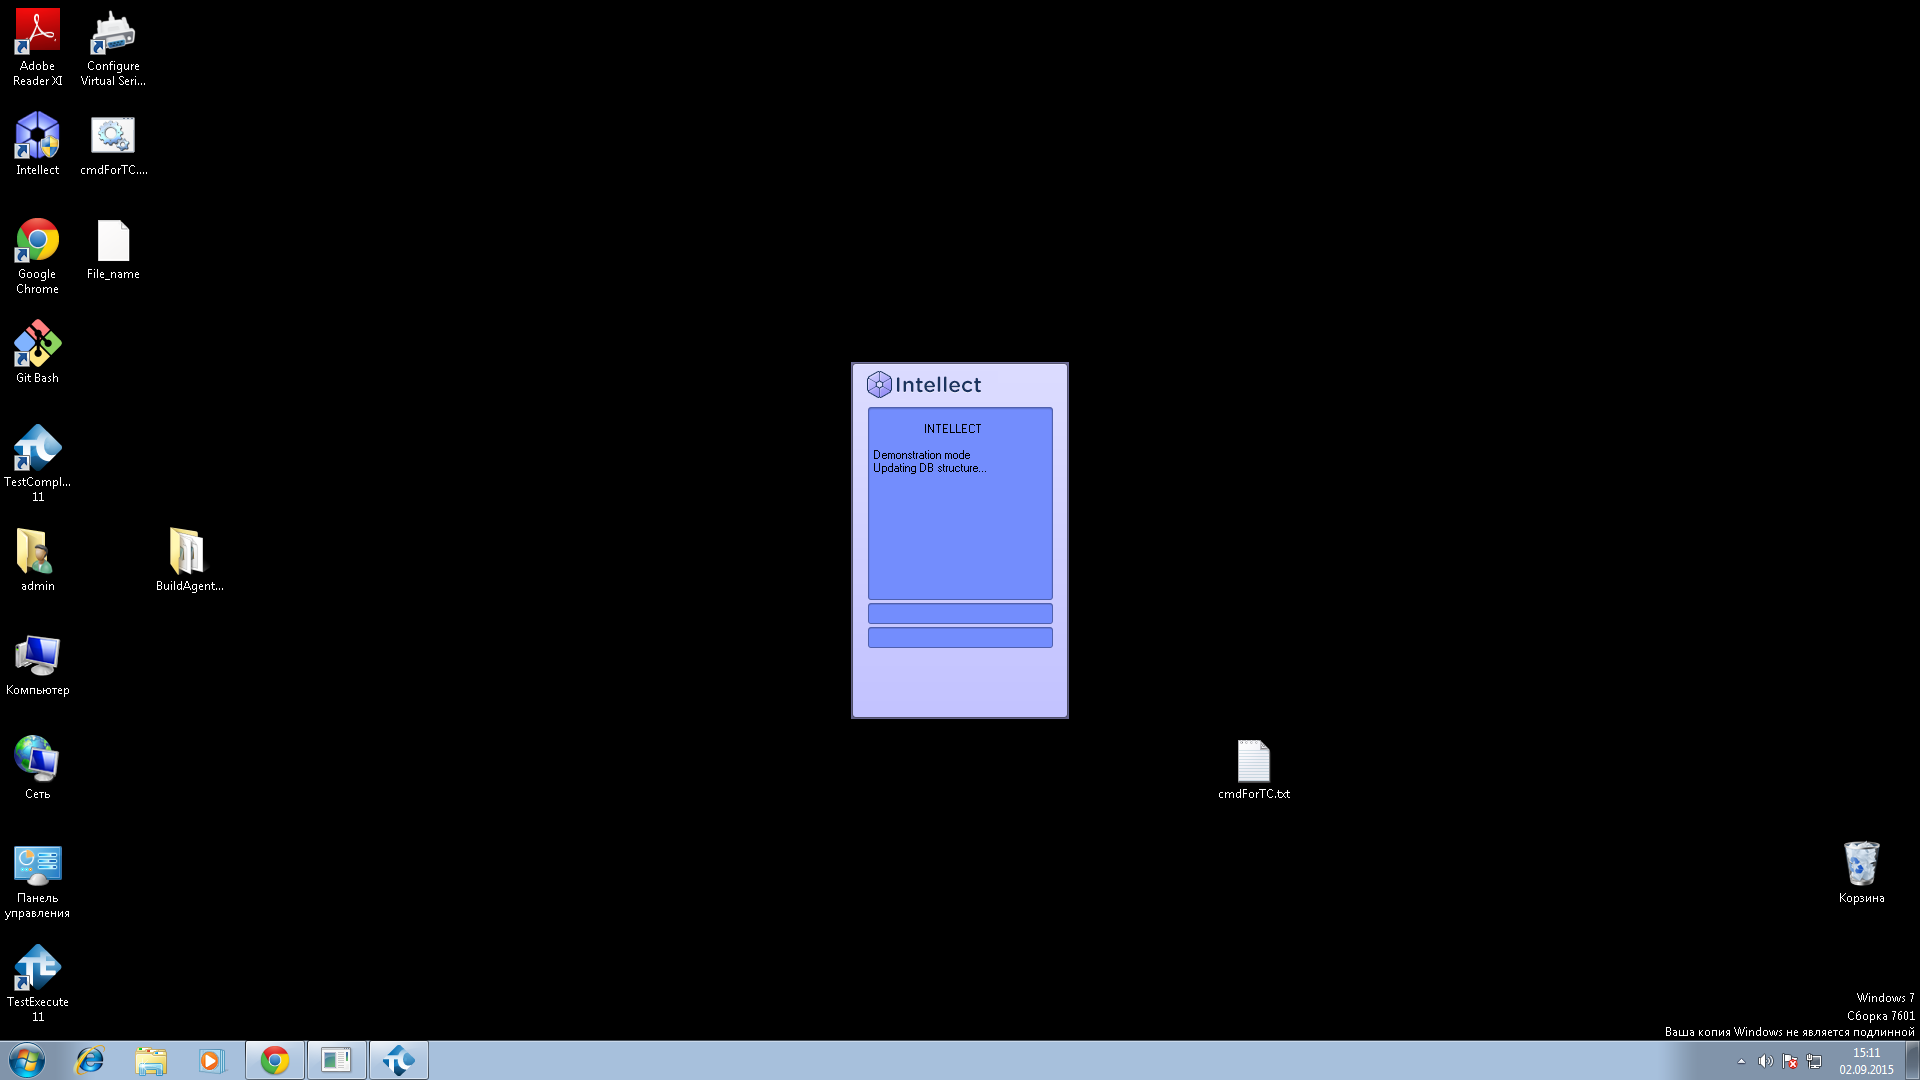 Adobe
Reader XI
Configure
Virtual Seri...
Intellect
cmdForTC....
Google
Chrome
File_name
Git Bash
TestCompl...
11
admin
BuildAgent...
Компьютер
Сеть
Панель
управления
TestExecute
11
Intellect
INTELLECT
Demonstration mode
Updating DB structure...
cmdForTC.txt
Корзина
Windows 7
Сборка 7601
Ваша копия Windows не является подлинной
15:11
02.09.2015